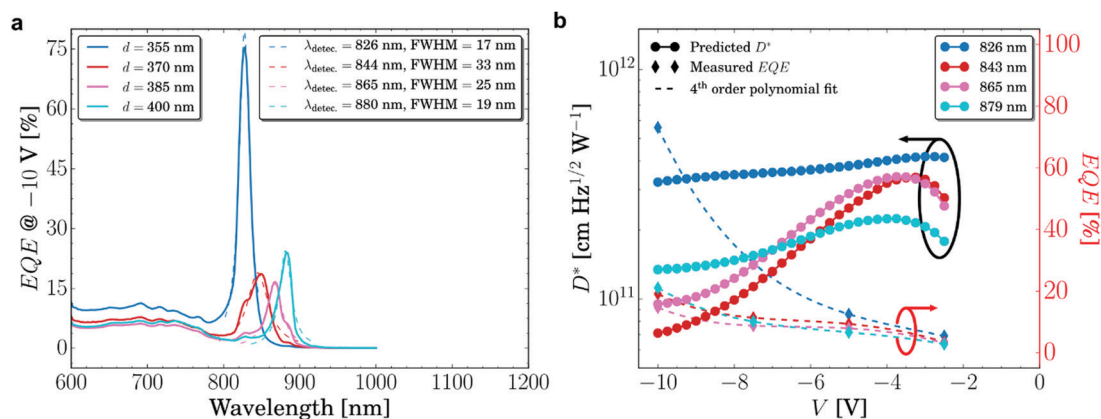 a
EQE @ −10 V [%]
75
60
45
30
15
0
d = 355 nm
d = 370 nm
d = 385 nm
d = 400 nm
λdetec. = 826 nm, FWHM = 17 nm
λdetec. = 844 nm, FWHM = 33 nm
λdetec. = 865 nm, FWHM = 25 nm
λdetec. = 880 nm, FWHM = 19 nm
600 700 800 900 1000 1100 1200
Wavelength [nm]
b
D* [cm Hz^1/2 W^−1]
10^12
10^11
Predicted D*
Measured EQE
4th order polynomial fit
826 nm
843 nm
865 nm
879 nm
100
80
60
40
20
0
EQE [%]
−10 −8 −6 −4 −2 0
V [V]